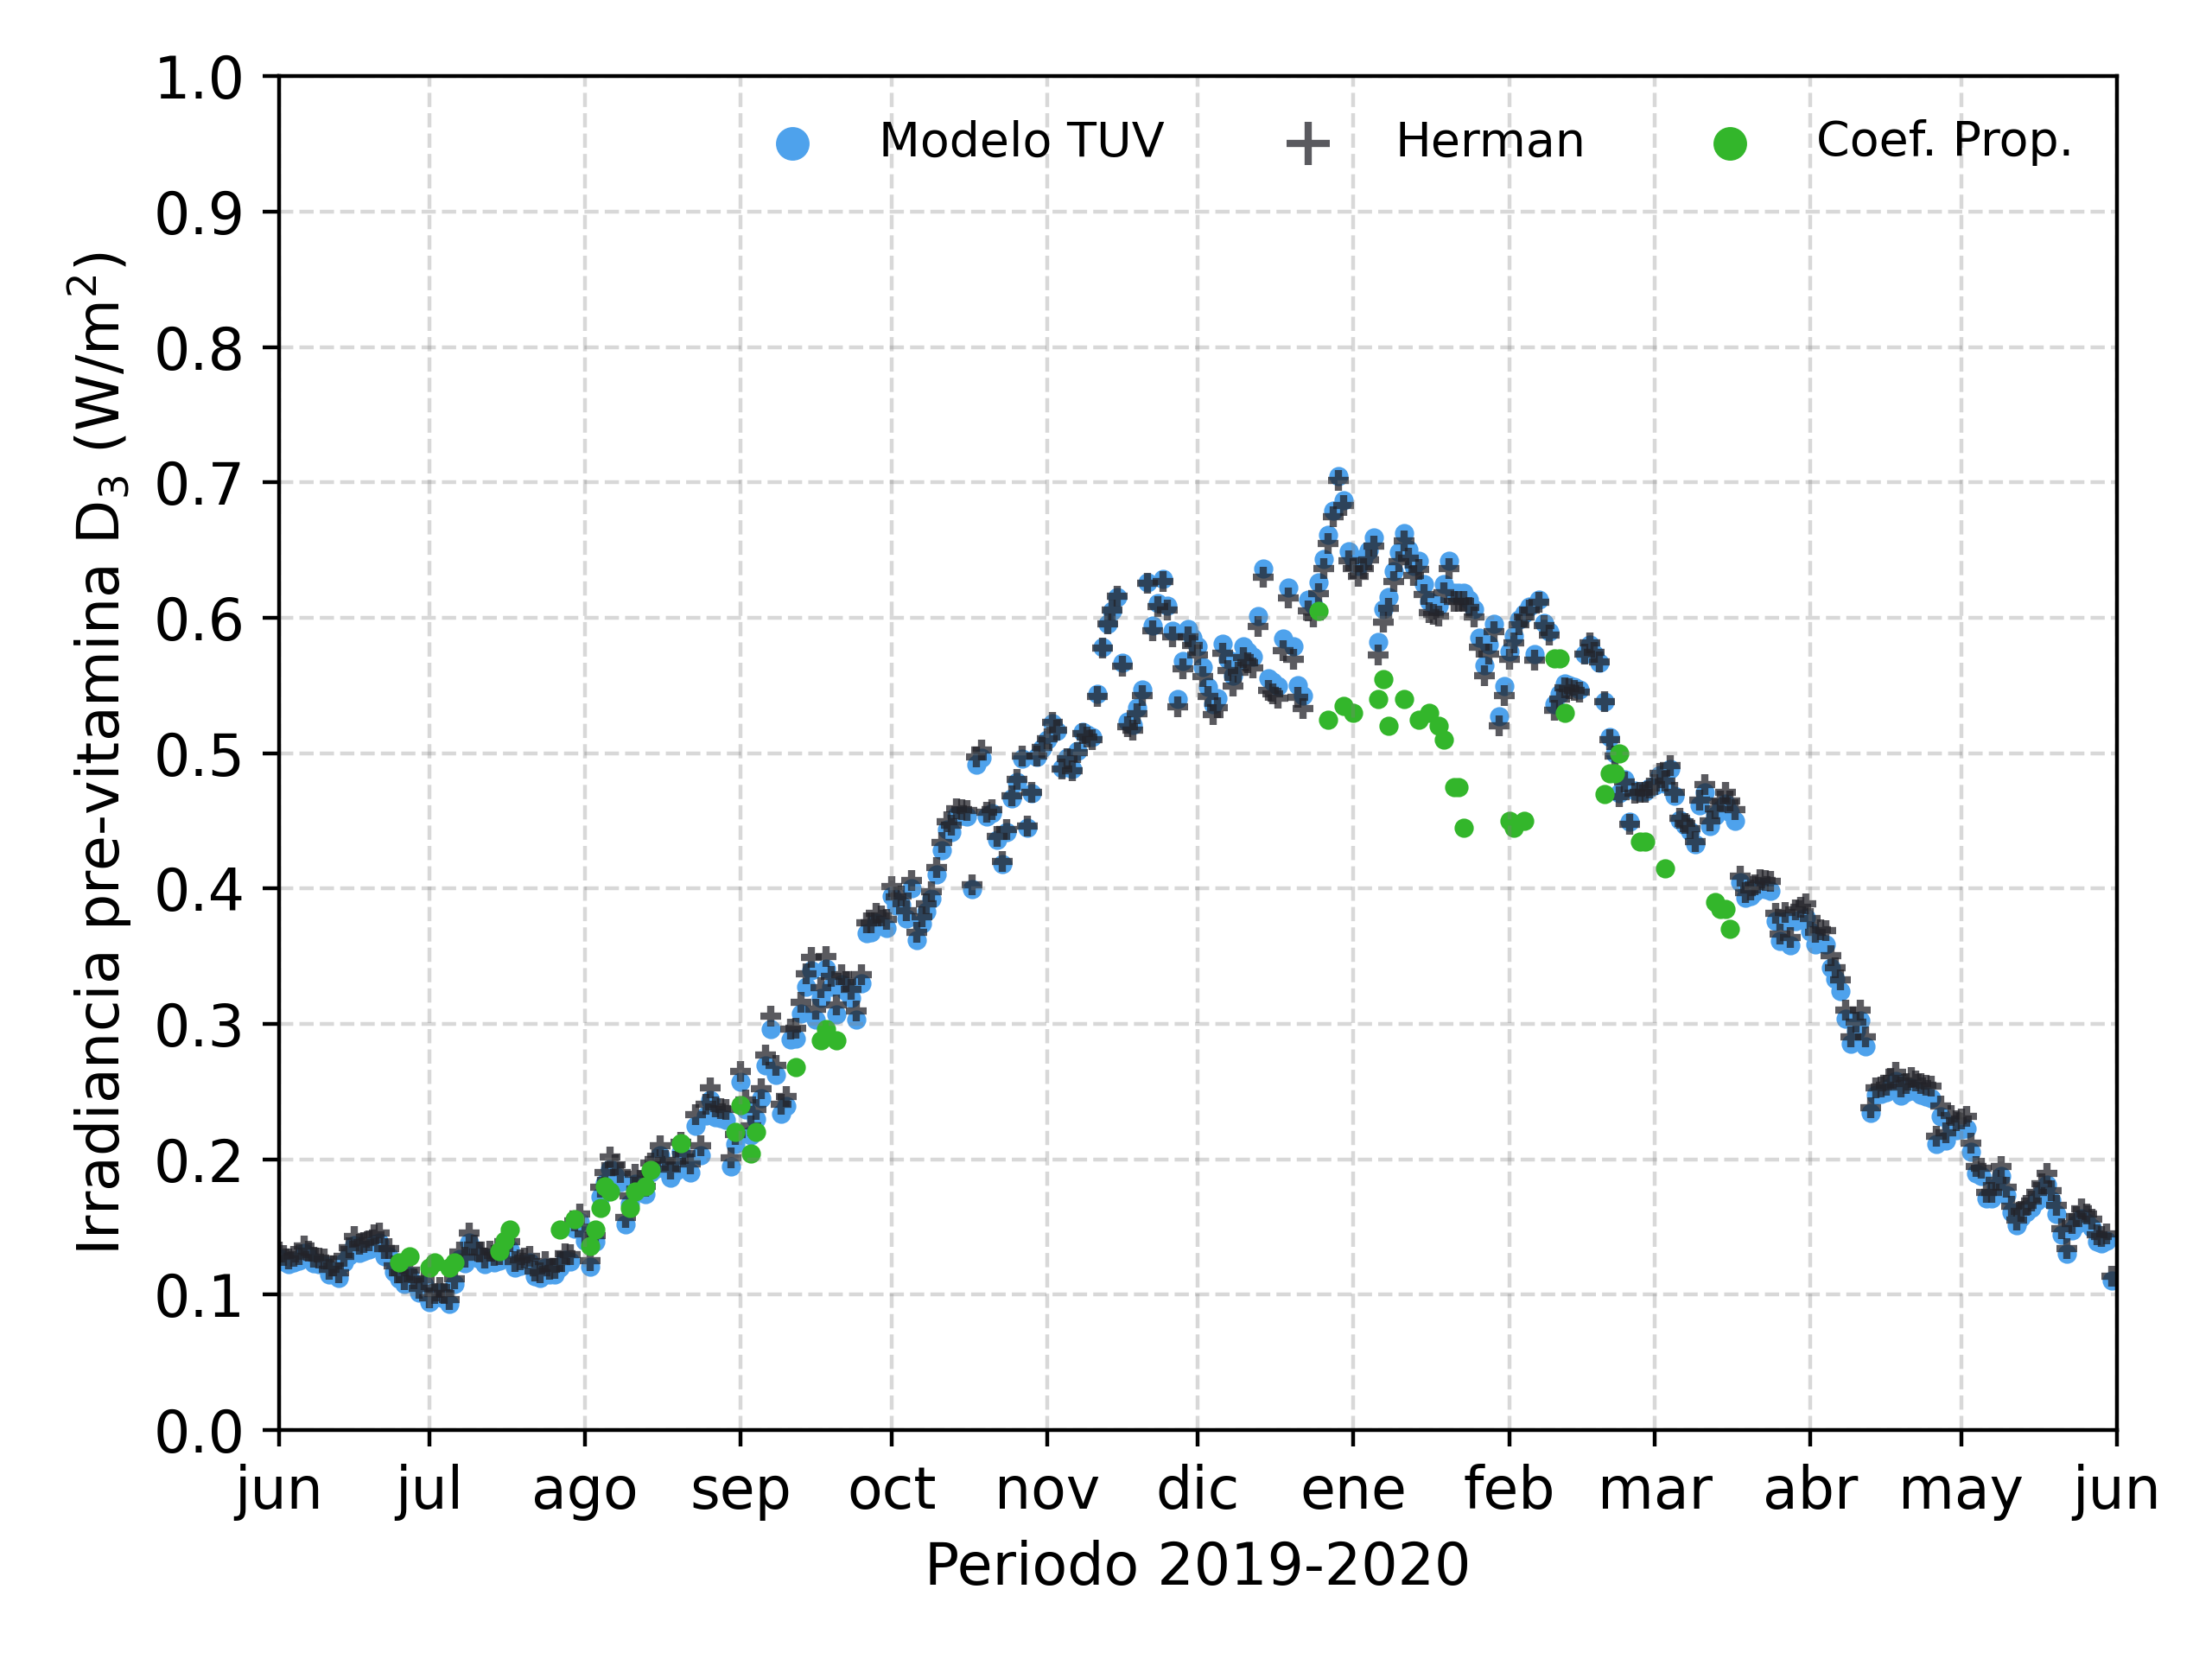 Modelo TUV Herman Coef. Prop.
Irradiancia pre-vitamina D₃ (W/m²)
1.0
0.9
0.8
0.7
0.6
0.5
0.4
0.3
0.2
0.1
0.0
jun jul ago sep oct nov dic ene feb mar abr may jun
Periodo 2019-2020